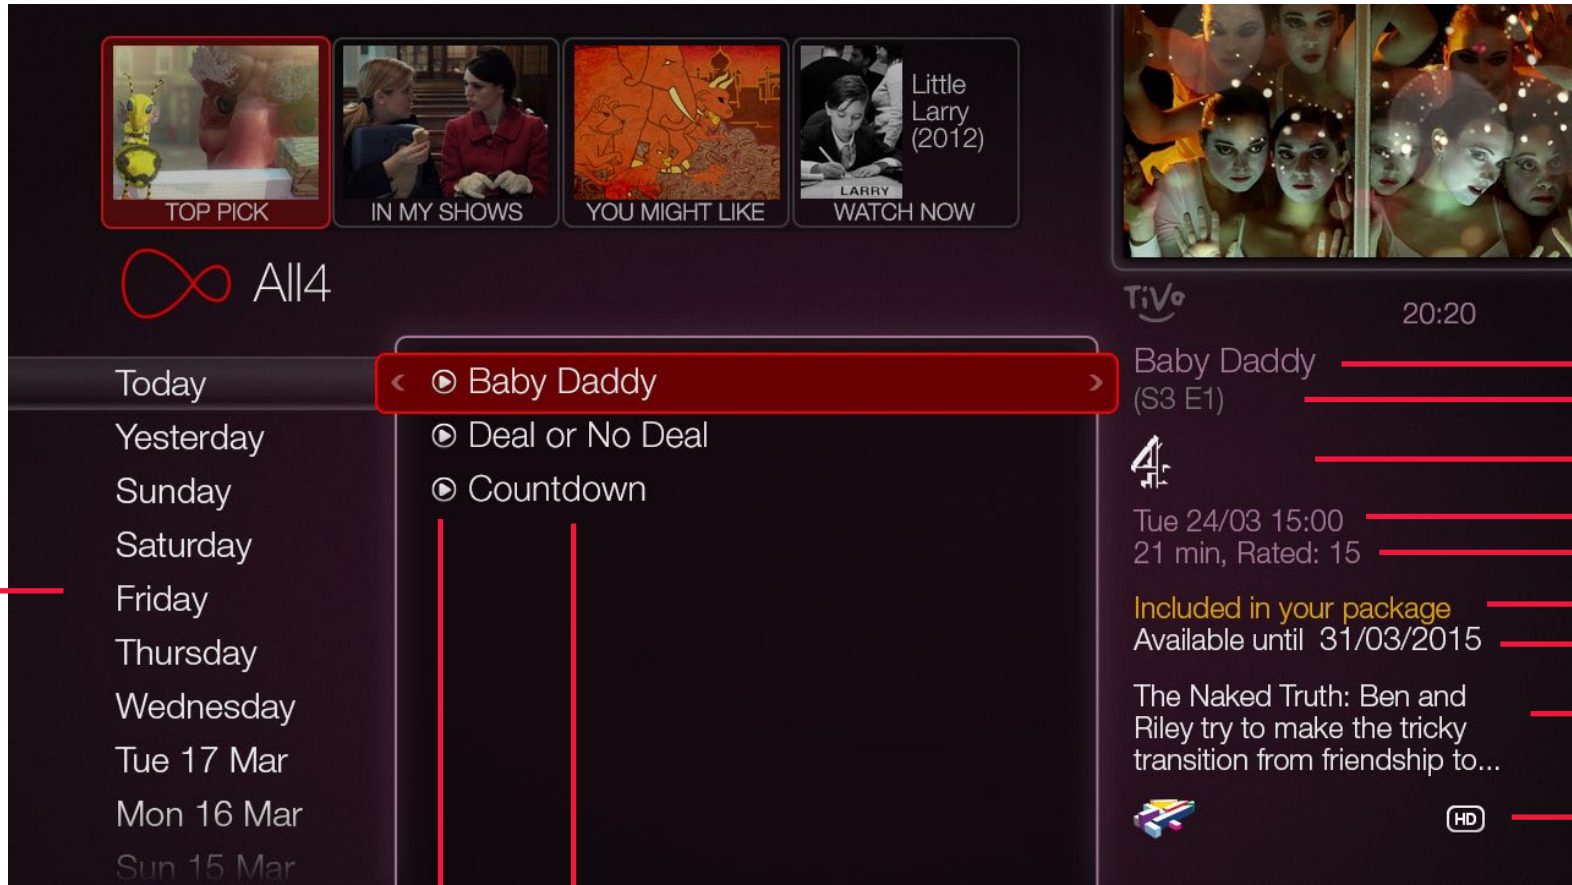 TOP PICK
IN MY SHOWS
YOU MIGHT LIKE
Little
Larry
(2012)
LARRY
WATCH NOW
All4
TiVo
20:20
Today
Yesterday
Sunday
Saturday
Friday
Thursday
Wednesday
Tue 17 Mar
Mon 16 Mar
Sun 15 Mar
Baby Daddy
Deal or No Deal
Countdown
Baby Daddy
(S3 E1)
4
Tue 24/03 15:00
21 min, Rated: 15
Included in your package
Available until 31/03/2015
The Naked Truth: Ben and
Riley try to make the tricky
transition from friendship to...
HD